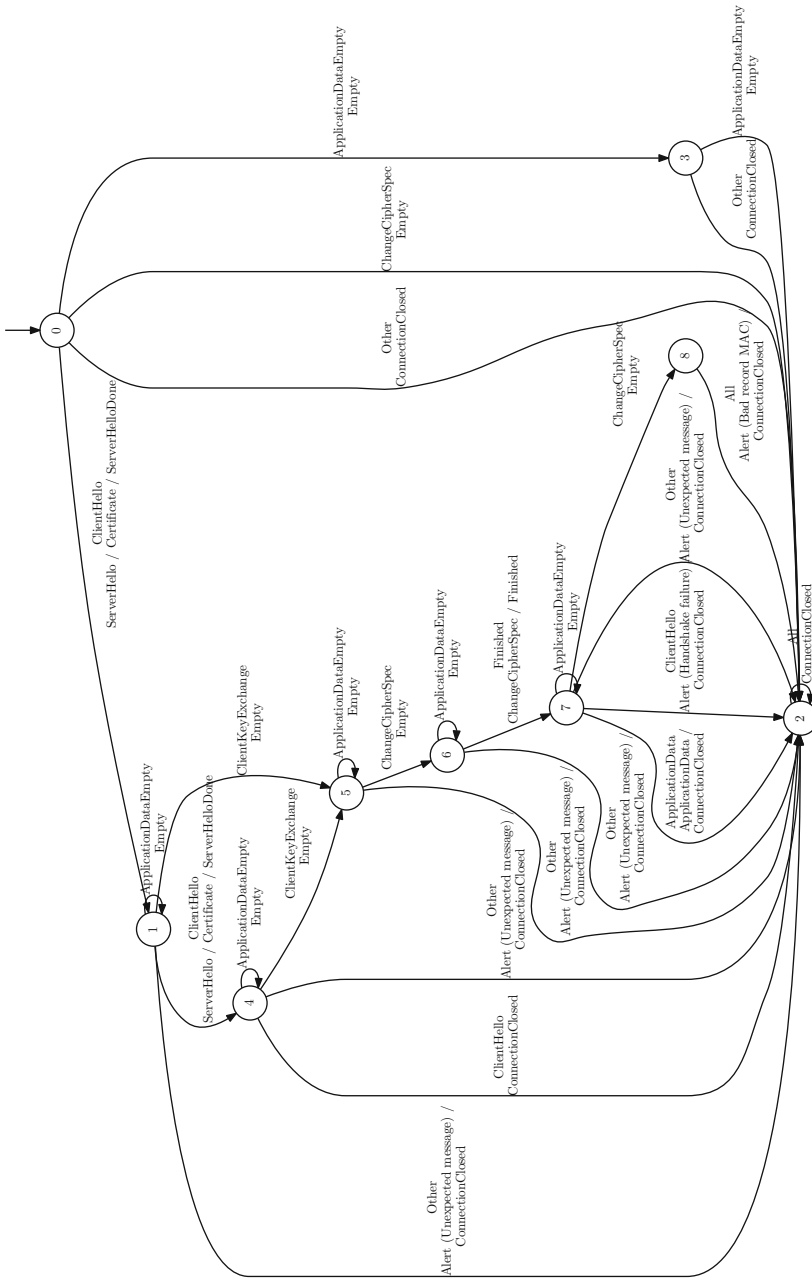 0
ApplicationDataEmpty
Empty
ChangeCipherSpec
Empty
Other
ConnectionClosed
ClientHello
ServerHello / Certificate / ServerHelloDone
1
ApplicationDataEmpty
Empty
ClientKeyExchange
Empty
ClientHello
ServerHello / Certificate / ServerHelloDone
4
ApplicationDataEmpty
Empty
ClientKeyExchange
Empty
5
ApplicationDataEmpty
Empty
ChangeCipherSpec
Empty
6
ApplicationDataEmpty
Empty
Finished
ChangeCipherSpec / Finished
7
ApplicationDataEmpty
Empty
ChangeCipherSpec
Empty
8
3
ApplicationDataEmpty
Empty
Other
ConnectionClosed
All
Alert (Bad record MAC) /
ConnectionClosed
Other
Alert (Unexpected message) /
ConnectionClosed
ClientHello
Alert (Handshake failure) /
ConnectionClosed
ApplicationData
ApplicationData /
ConnectionClosed
Other
Alert (Unexpected message) /
ConnectionClosed
Other
Alert (Unexpected message) /
ConnectionClosed
Other
Alert (Unexpected message) /
ConnectionClosed
ClientHello
ConnectionClosed
Other
Alert (Unexpected message) /
ConnectionClosed
2
All
ConnectionClosed